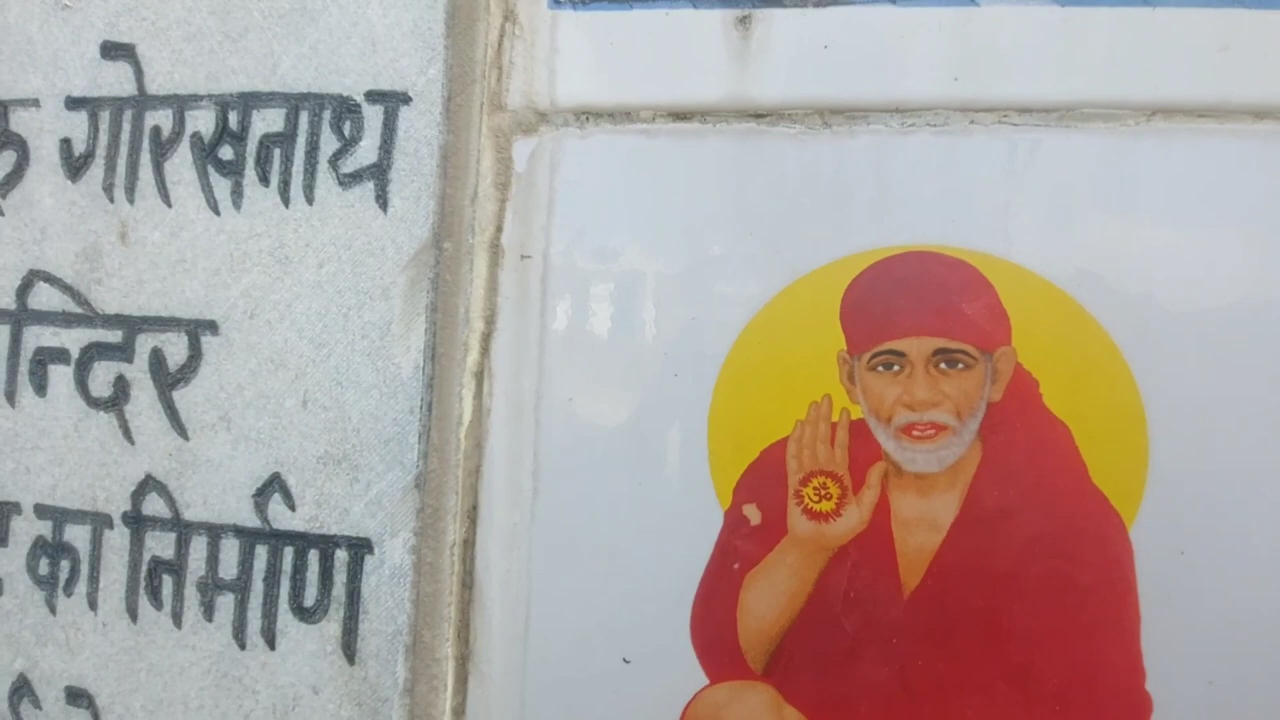 गोरखनाथ
न्दिर
का निर्माण
ॐ